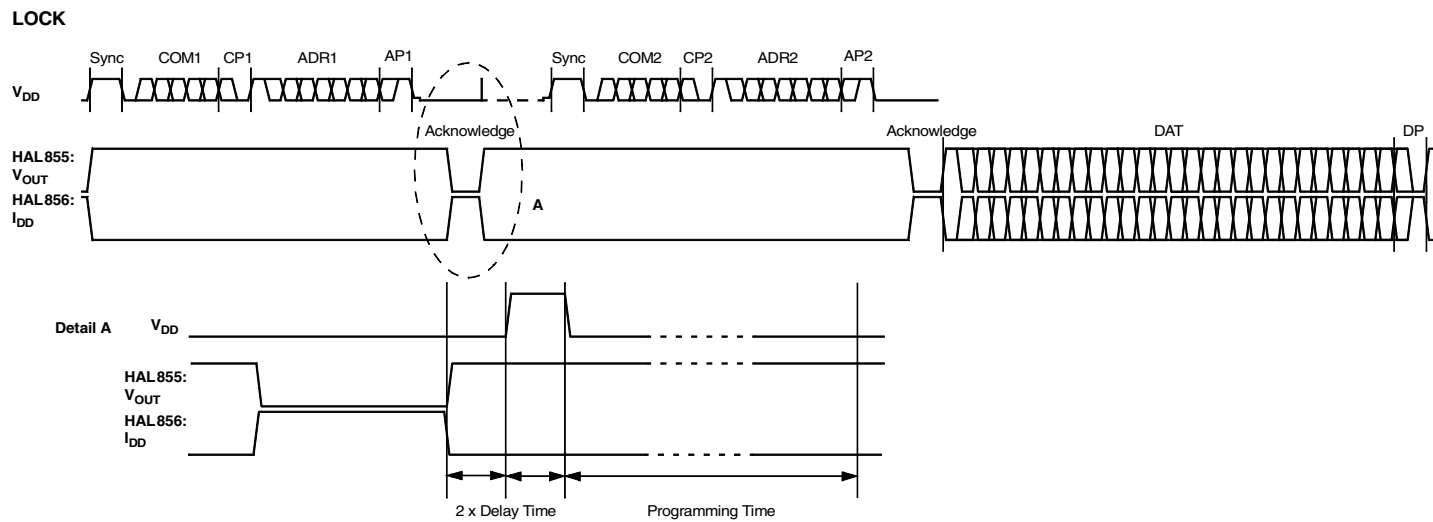 LOCK
Sync COM1 CP1 ADR1 AP1 Sync COM2 CP2 ADR2 AP2
VDD
Acknowledge Acknowledge DAT DP
HAL855:
VOUT
HAL856:
IDD
A
Detail A VDD
HAL855:
VOUT
HAL856:
IDD
2 x Delay Time Programming Time